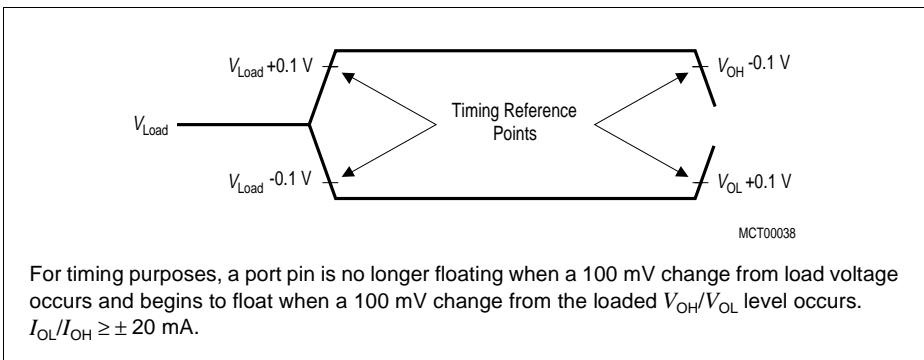 V_Load +0.1 V
V_OH -0.1 V
V_Load
Timing Reference
Points
V_Load -0.1 V
V_OL +0.1 V
MCT00038
For timing purposes, a port pin is no longer floating when a 100 mV change from load voltage
occurs and begins to float when a 100 mV change from the loaded V_OH/V_OL level occurs.
I_OL/I_OH ≥ ± 20 mA.